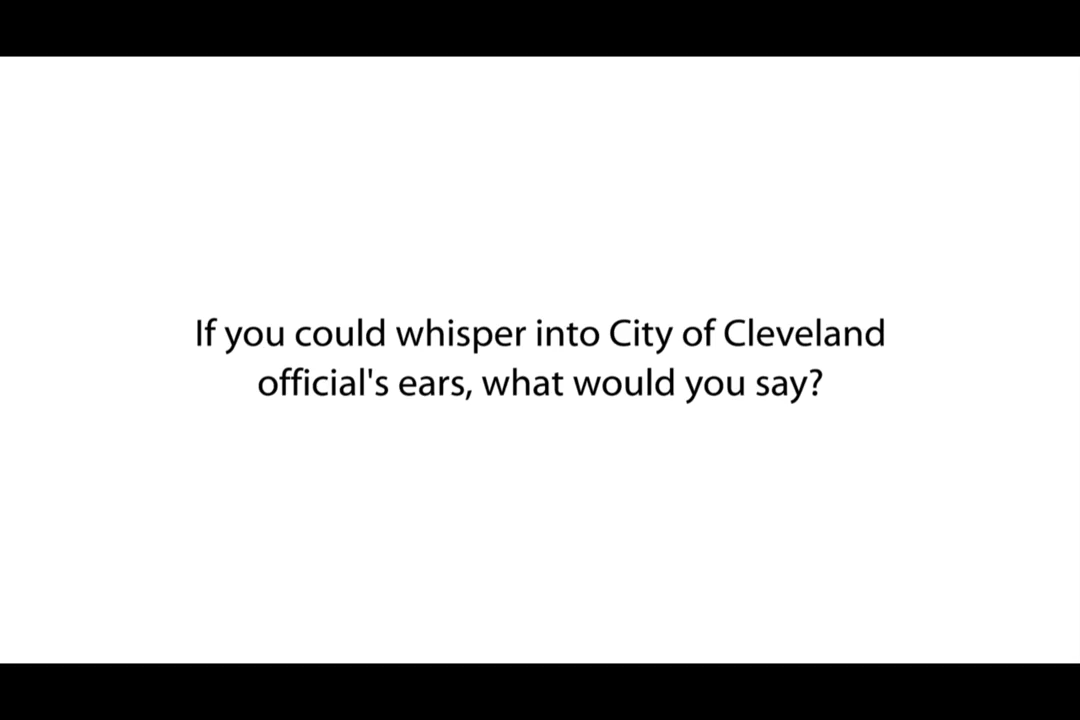 If you could whisper into City of Cleveland
official's ears, what would you say?